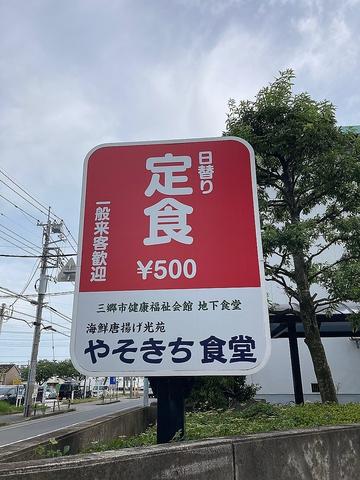 日替り
定食
一般来客歓迎
¥500
三郷市健康福祉会館 地下食堂
海鮮唐揚げ光苑
やそきち食堂